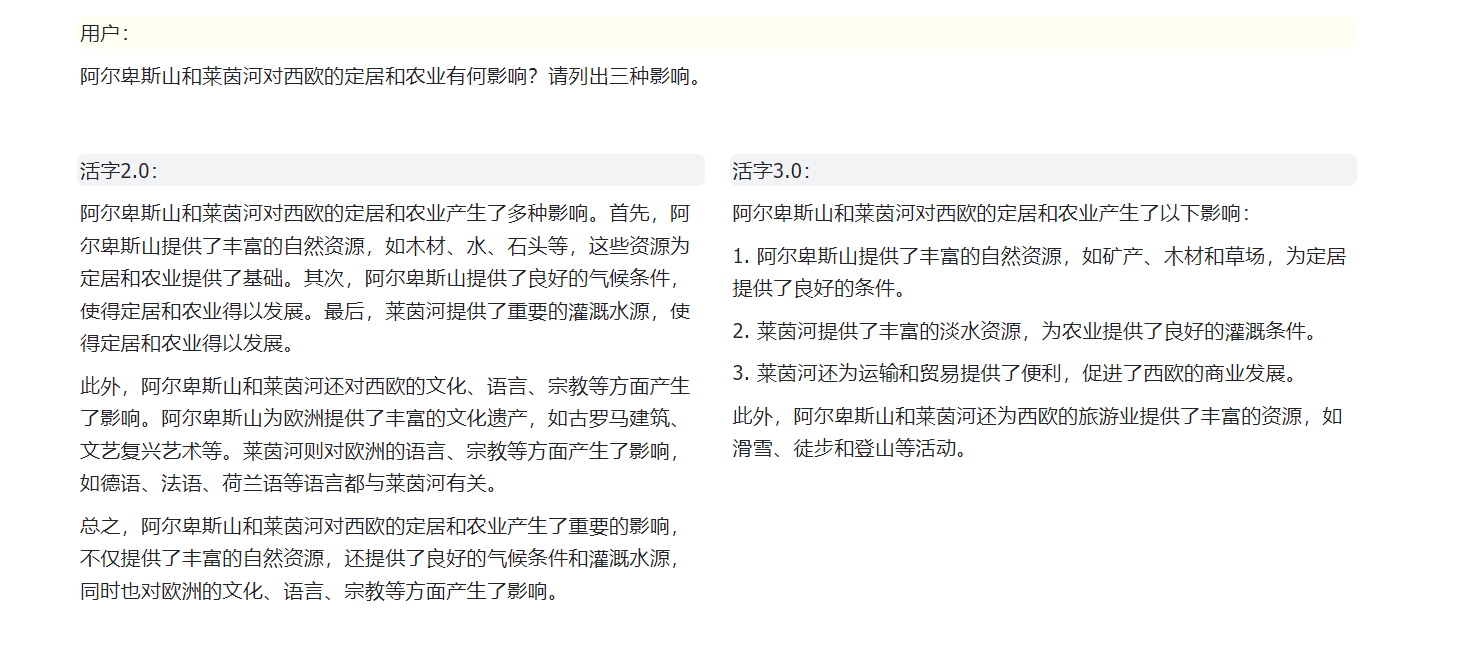 用户：
阿尔卑斯山和莱茵河对西欧的定居和农业有何影响？请列出三种影响。
活字2.0：
阿尔卑斯山和莱茵河对西欧的定居和农业产生了多种影响。首先，阿
尔卑斯山提供了丰富的自然资源，如木材、水、石头等，这些资源为
定居和农业提供了基础。其次，阿尔卑斯山提供了良好的气候条件，
使得定居和农业得以发展。最后，莱茵河提供了重要的灌溉水源，使
得定居和农业得以发展。
此外，阿尔卑斯山和莱茵河还对西欧的文化、语言、宗教等方面产生
了影响。阿尔卑斯山为欧洲提供了丰富的文化遗产，如古罗马建筑、
文艺复兴艺术等。莱茵河则对欧洲的语言、宗教等方面产生了影响，
如德语、法语、荷兰语等语言都与莱茵河有关。
总之，阿尔卑斯山和莱茵河对西欧的定居和农业产生了重要的影响，
不仅提供了丰富的自然资源，还提供了良好的气候条件和灌溉水源，
同时也对欧洲的文化、语言、宗教等方面产生了影响。
活字3.0：
阿尔卑斯山和莱茵河对西欧的定居和农业产生了以下影响：
1. 阿尔卑斯山提供了丰富的自然资源，如矿产、木材和草场，为定居
提供了良好的条件。
2. 莱茵河提供了丰富的淡水资源，为农业提供了良好的灌溉条件。
3. 莱茵河还为运输和贸易提供了便利，促进了西欧的商业发展。
此外，阿尔卑斯山和莱茵河还为西欧的旅游业提供了丰富的资源，如
滑雪、徒步和登山等活动。